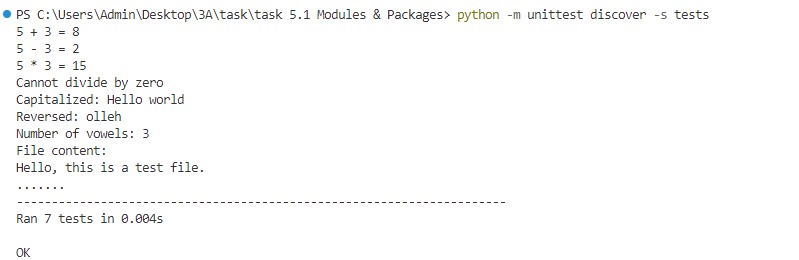 PS C:\Users\Admin\Desktop\3A\task\task 5.1 Modules & Packages> python -m unittest discover -s tests
5 + 3 = 8
5 - 3 = 2
5 * 3 = 15
Cannot divide by zero
Capitalized: Hello world
Reversed: olleh
Number of vowels: 3
File content:
Hello, this is a test file.
.......
----------------------------------------------------------------------
Ran 7 tests in 0.004s

OK